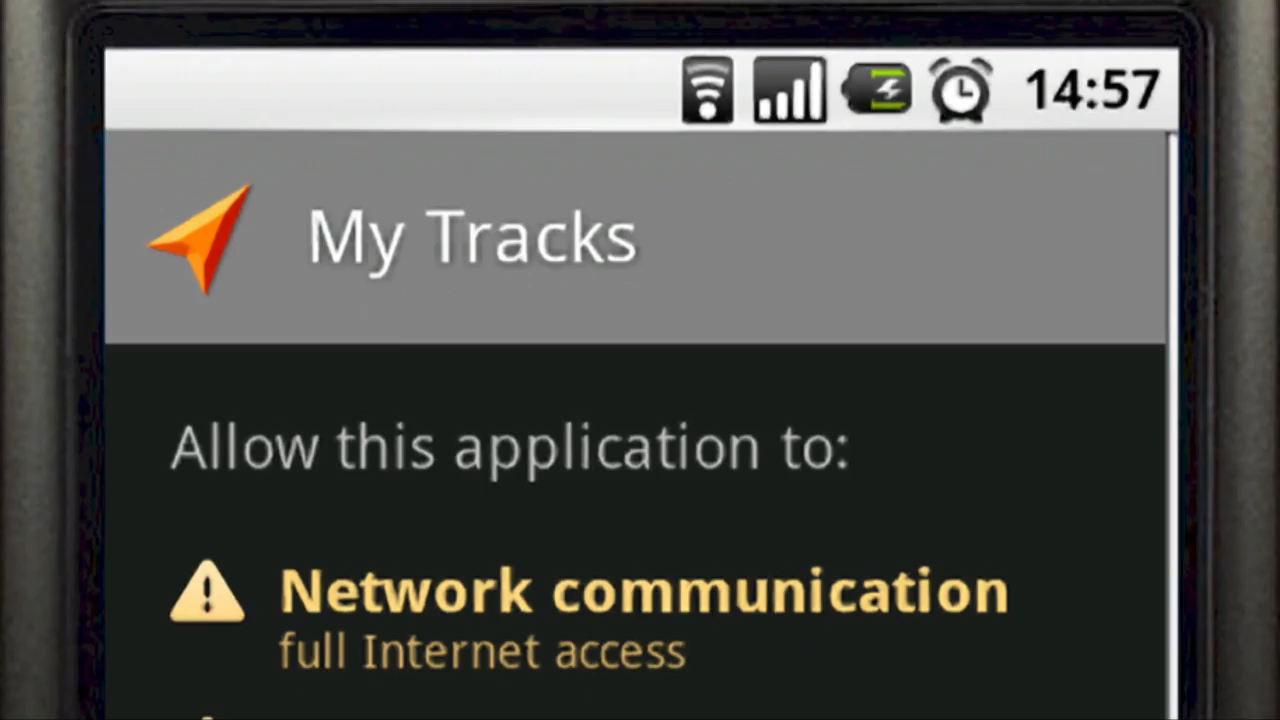 14:57
My Tracks
Allow this application to:
Network communication
full Internet access